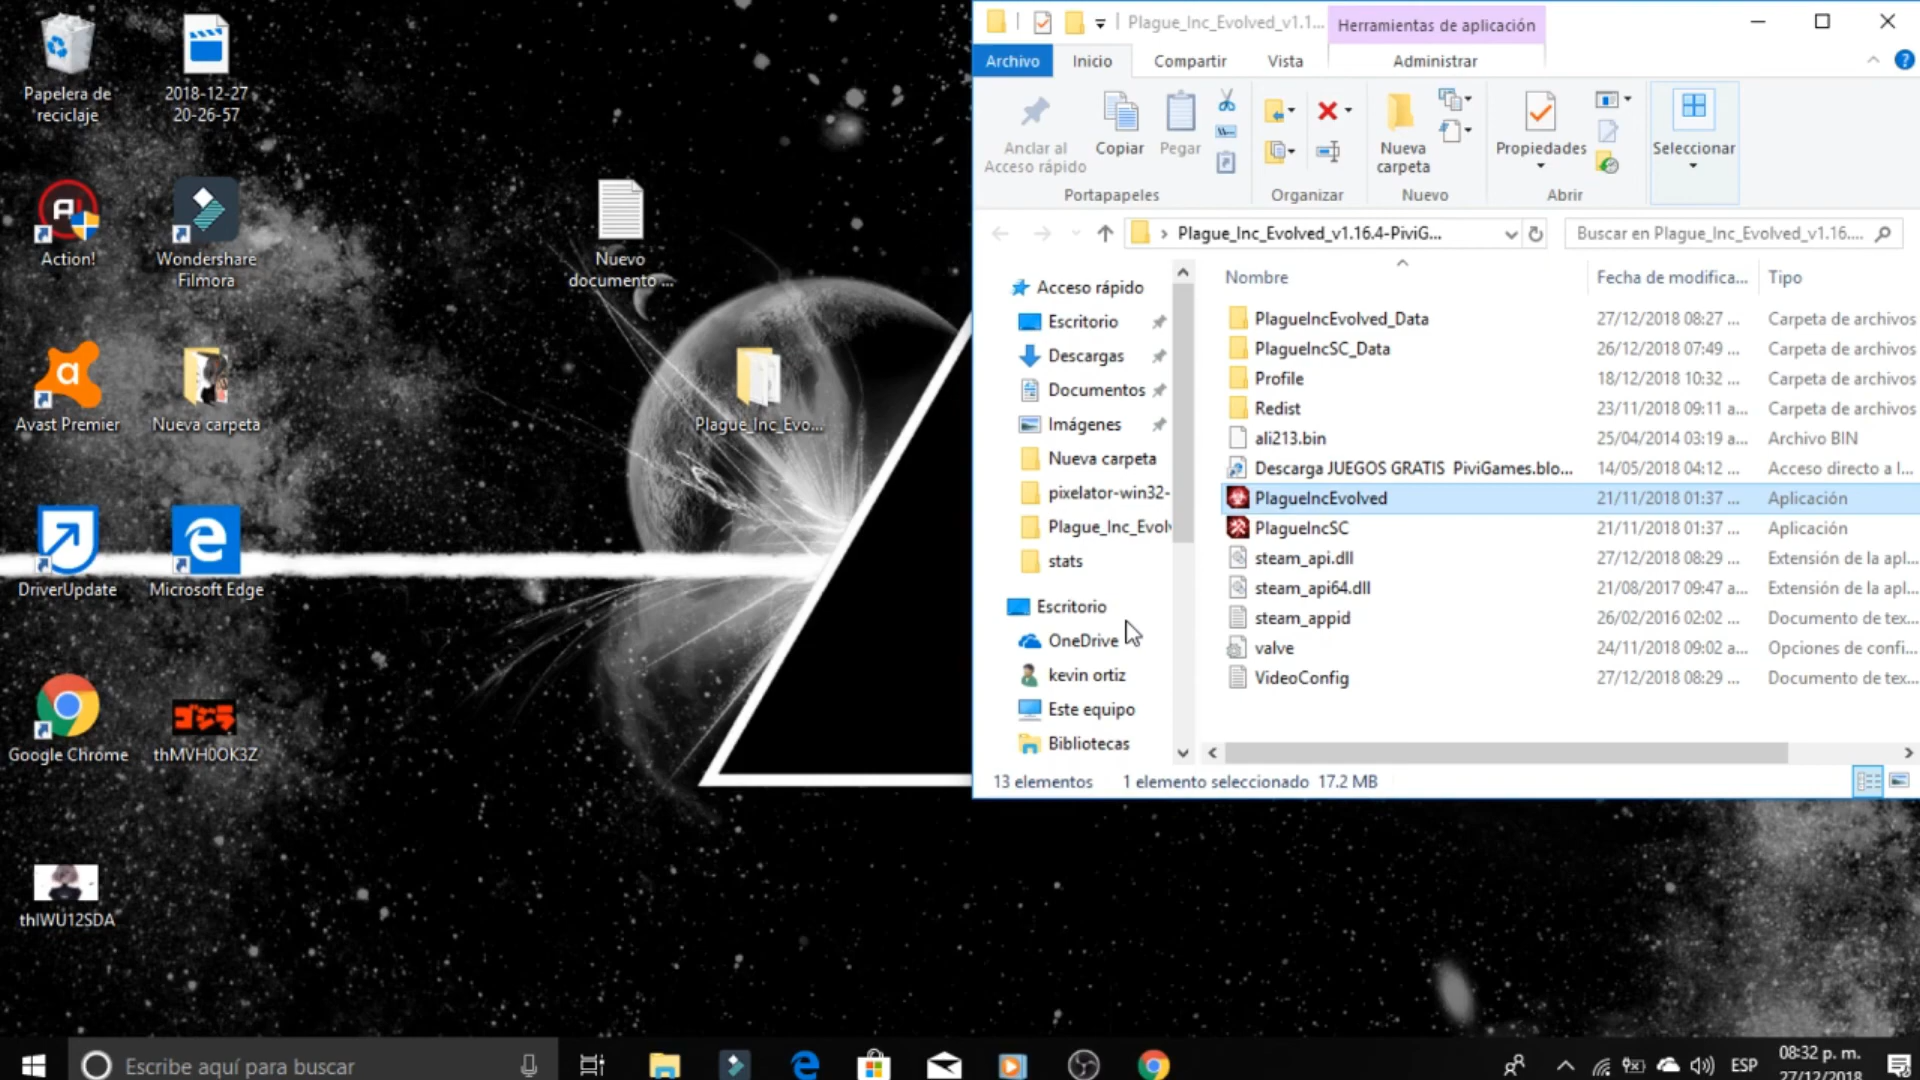 Papelera de
reciclaje
2018-12-27
20-26-57
Action!
Wondershare
Filmora
Avast Premier
Nueva carpeta
DriverUpdate
Microsoft Edge
Google Chrome
ゴジラ
thMVH0OK3Z
thIWU12SDA
Nuevo
documento ...
Plague_Inc_Evo...
Plague_Inc_Evolved_v1.1...
Herramientas de aplicación
Archivo
Inicio
Compartir
Vista
Administrar
Anclar al
Acceso rápido
Copiar
Pegar
Nueva
carpeta
Propiedades
Seleccionar
Portapapeles
Organizar
Nuevo
Abrir
Plague_Inc_Evolved_v1.16.4-PiviG...
Buscar en Plague_Inc_Evolved_v1.16....
Acceso rápido
Escritorio
Descargas
Documentos
Imágenes
Nueva carpeta
pixelator-win32-
Plague_Inc_Evol
stats
Escritorio
OneDrive
kevin ortiz
Este equipo
Bibliotecas
Nombre Fecha de modifica... Tipo
PlagueIncEvolved_Data 27/12/2018 08:27 ... Carpeta de archivos
PlagueIncSC_Data 26/12/2018 07:49 ... Carpeta de archivos
Profile 18/12/2018 10:32 ... Carpeta de archivos
Redist 23/11/2018 09:11 a... Carpeta de archivos
ali213.bin 25/04/2014 03:19 a... Archivo BIN
Descarga JUEGOS GRATIS PiviGames.blo... 14/05/2018 04:12 ... Acceso directo a I...
PlagueIncEvolved 21/11/2018 01:37 ... Aplicación
PlagueIncSC 21/11/2018 01:37 ... Aplicación
steam_api.dll 27/12/2018 08:29 ... Extensión de la apl...
steam_api64.dll 21/08/2017 09:47 a... Extensión de la apl...
steam_appid 26/02/2016 02:02 ... Documento de tex...
valve 24/11/2018 09:02 a... Opciones de confi...
VideoConfig 27/12/2018 08:29 ... Documento de tex...
13 elementos 1 elemento seleccionado 17.2 MB
Escribe aquí para buscar
ESP
08:32 p. m.
27/12/2018